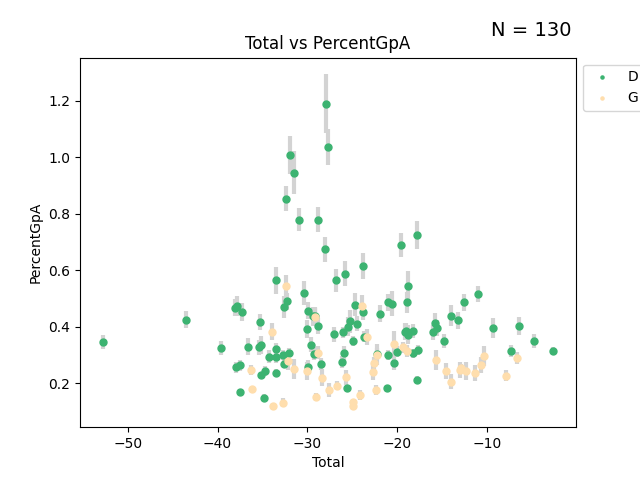 N = 130
Total vs PercentGpA
D
G
PercentGpA
1.2
1.0
0.8
0.6
0.4
0.2
−50 −40 −30 −20 −10
Total